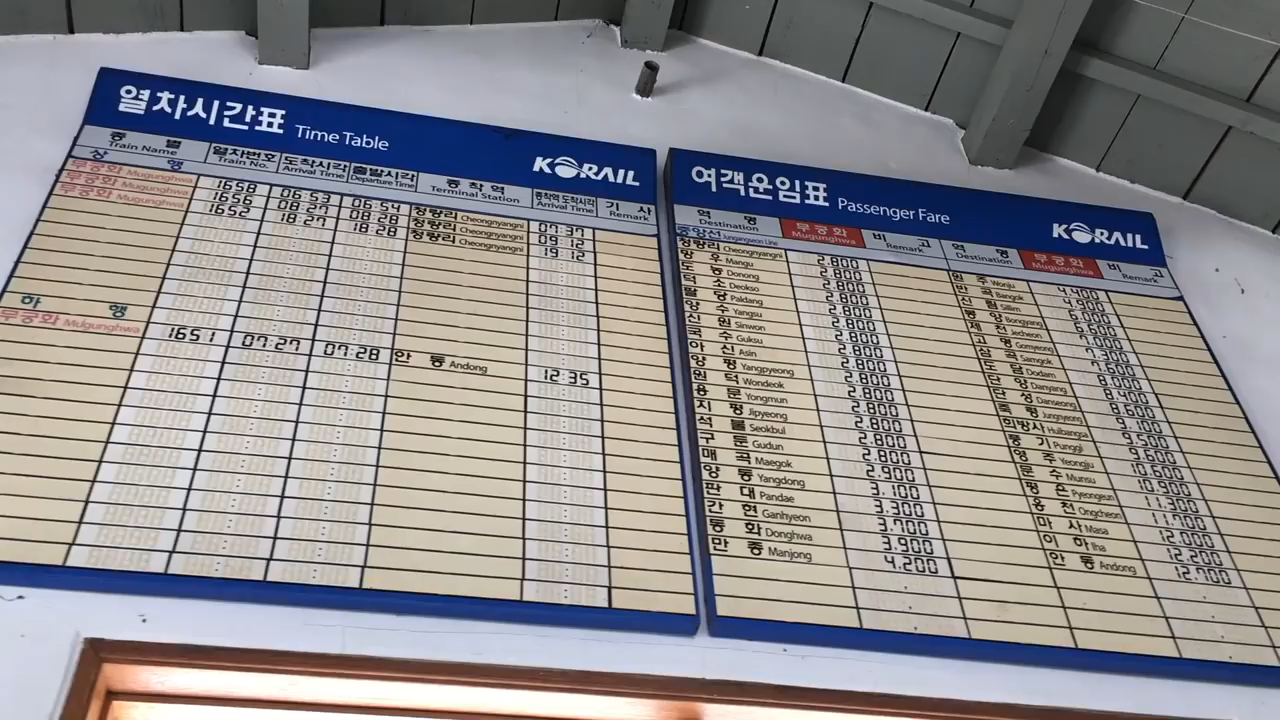 열차시간표 Time Table
KORAIL
종 별 Train Name 열차번호 Train No. 도착시각 Arrival Time 출발시각 Departure Time 종착역 Terminal Station 종착역 도착시각 Arrival Time 기 사 Remark
상 행
무궁화 Mugunghwa 1658 06:53 06:54 청량리 Cheongnyangni 07:37
무궁화 Mugunghwa 1656 08:27 08:28 청량리 Cheongnyangni 09:12
무궁화 Mugunghwa 1652 18:27 18:28 청량리 Cheongnyangni 19:12
하 행
무궁화 Mugunghwa 1651 07:27 07:28 안 동 Andong 12:35
여객운임표 Passenger Fare
KORAIL
역 명 Destination 무궁화 Mugunghwa 비 고 Remark 역 명 Destination 무궁화 Mugunghwa 비 고 Remark
중앙선 Jungangseon Line
청량리 Cheongnyangni 2.800
망 우 Mangu 2.800
도 농 Donong 2.800
덕 소 Deokso 2.800
팔 당 Paldang 2.800
양 수 Yangsu 2.800
신 원 Sinwon 2.800
국 수 Guksu 2.800
아 신 Asin 2.800
양 평 Yangpyeong 2.800
원 덕 Wondeok 2.800
용 문 Yongmun 2.800
지 평 Jipyeong 2.800
석 불 Seokbul 2.800
구 둔 Gudun 2.800
매 곡 Maegok 2.900
양 동 Yangdong 3.100
판 대 Pandae 3.300
간 현 Ganhyeon 3.700
동 화 Donghwa 3.900
만 종 Manjong 4.200
원 주 Wonju 4.400
반 곡 Bangok 4.900
신 림 Sillim 6.000
봉 양 Bongyang 6.600
제 천 Jecheon 7.000
고 명 Gomyeong 7.300
삼 곡 Samgok 7.600
도 담 Dodam 8.000
단 양 Danyang 8.400
단 성 Danseong 8.600
죽 령 Jungnyeong 9.100
희방사 Huibangsa 9.500
풍 기 Punggi 9.600
영 주 Yeongju 10.600
문 수 Munsu 10.900
평 은 Pyeongeun 11.300
옹 천 Ongcheon 11.700
마 사 Masa 12.000
이 하 Iha 12.200
안 동 Andong 12.700